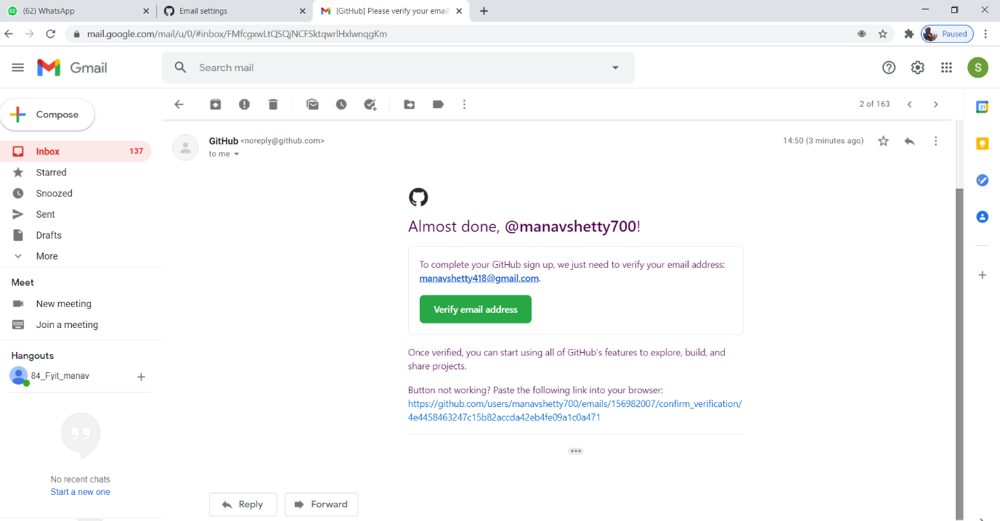 (62) WhatsApp
Email settings
[GitHub] Please verify your email
mail.google.com/mail/u/0/#inbox/FMfcgxwLtQSQjNCFSktqwrlHxlwnqgKm
Paused
Gmail
Search mail
S
Compose
2 of 163
31
Inbox 137
GitHub <noreply@github.com>
14:50 (3 minutes ago)
to me
Starred
Snoozed
Sent
Drafts
More
Meet
New meeting
Join a meeting
Hangouts
84_Fyit_manav
No recent chats
Start a new one
Almost done, @manavshetty700!
To complete your GitHub sign up, we just need to verify your email address:
manavshetty418@gmail.com.
Verify email address
Once verified, you can start using all of GitHub's features to explore, build, and
share projects.
Button not working? Paste the following link into your browser:
https://github.com/users/manavshetty700/emails/156982007/confirm_verification/
4e4458463247c15b82accda42eb4fe09a1c0a471
Reply
Forward